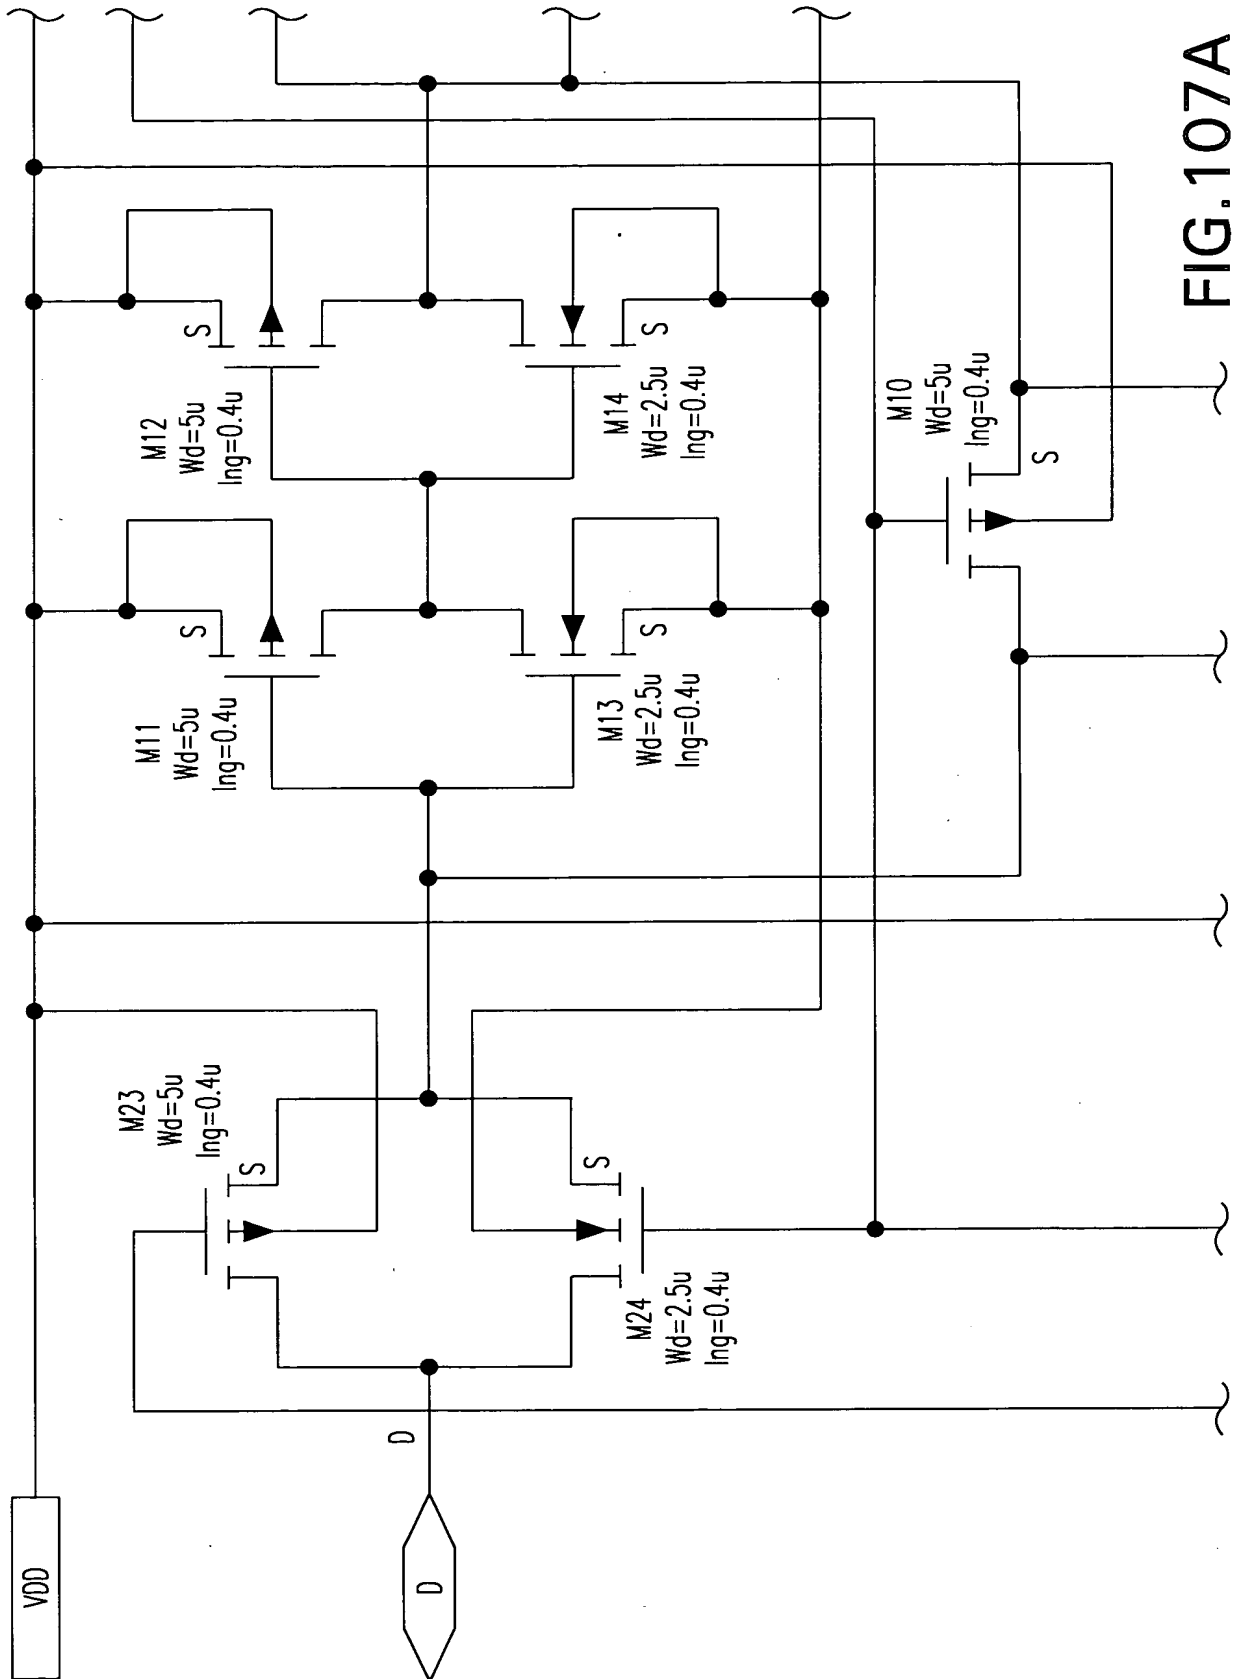 VDD
D
D
M23
Wd=5u
lng=0.4u
S
M24
Wd=2.5u
lng=0.4u
S
M11
Wd=5u
lng=0.4u
S
M13
Wd=2.5u
lng=0.4u
S
M12
Wd=5u
lng=0.4u
S
M14
Wd=2.5u
lng=0.4u
S
M10
Wd=5u
lng=0.4u
S
FIG.107A